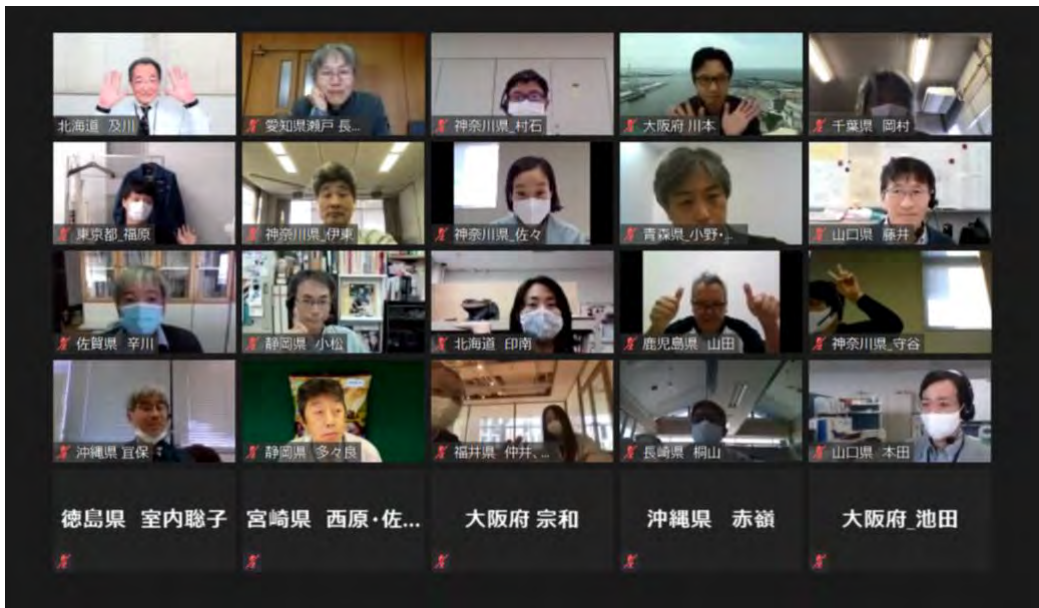 北海道 及川
愛知県瀬戸 長...
神奈川県_村石
大阪府 川本
千葉県 岡村
東京都_福原
神奈川県_伊東
神奈川県_佐々
青森県_小野・...
山口県 藤井
佐賀県 辛川
静岡県 小松
北海道 印南
鹿児島県 山田
神奈川県_守谷
沖縄県 宜保
静岡県 多々良
福井県 仲井、...
長崎県 桐山
山口県 本田
徳島県 室内聡子
宮崎県 西原・佐...
大阪府 宗和
沖縄県 赤嶺
大阪府_池田